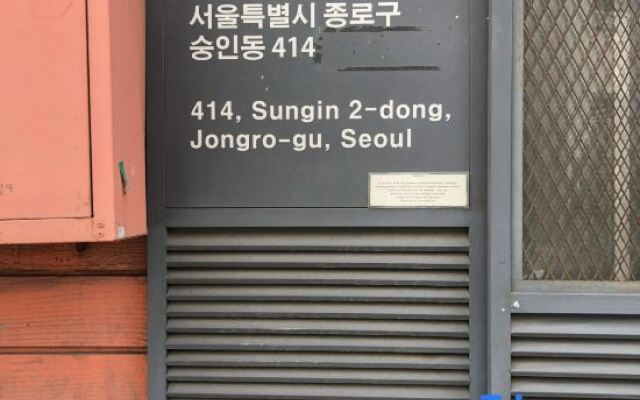 서울특별시 종로구
숭인동 414
414, Sungin 2-dong,
Jongro-gu, Seoul